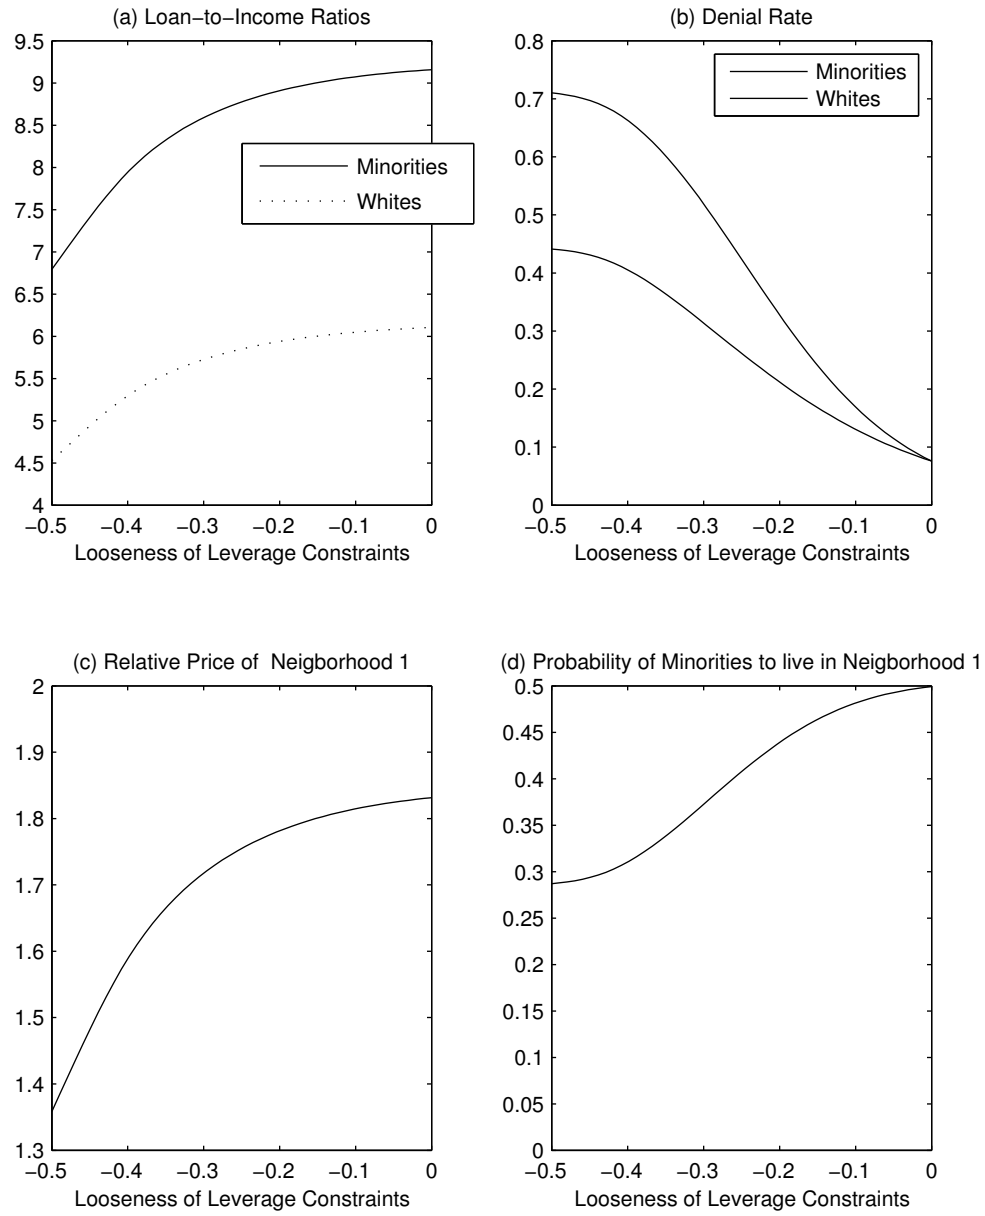 (a) Loan−to−Income Ratios
9.5
9
8.5
8
7.5
7
6.5
6
5.5
5
4.5
4
Minorities
Whites
−0.5 −0.4 −0.3 −0.2 −0.1 0
Looseness of Leverage Constraints
(b) Denial Rate
0.8
0.7
0.6
0.5
0.4
0.3
0.2
0.1
0
Minorities
Whites
−0.5 −0.4 −0.3 −0.2 −0.1 0
Looseness of Leverage Constraints
(c) Relative Price of Neigborhood 1
2
1.9
1.8
1.7
1.6
1.5
1.4
1.3
−0.5 −0.4 −0.3 −0.2 −0.1 0
Looseness of Leverage Constraints
(d) Probability of Minorities to live in Neigborhood 1
0.5
0.45
0.4
0.35
0.3
0.25
0.2
0.15
0.1
0.05
0
−0.5 −0.4 −0.3 −0.2 −0.1 0
Looseness of Leverage Constraints